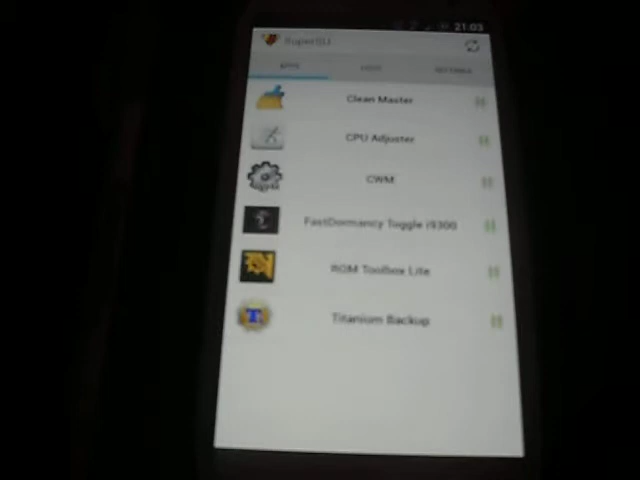 21:03
SuperSU
APPS
LOGS
SETTINGS
Clean Master
CPU Adjuster
CWM
FastDormancy Toggle i9300
ROM Toolbox Lite
Titanium Backup